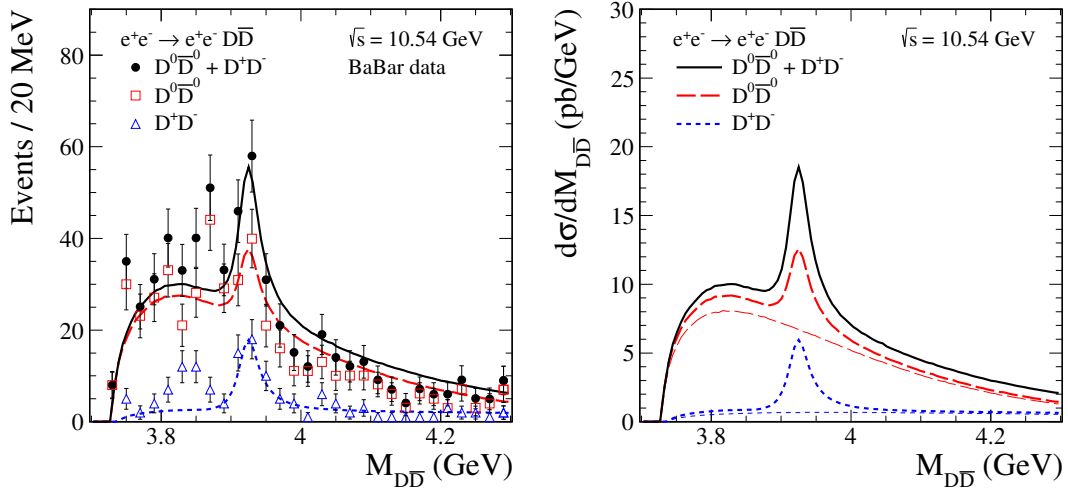 Events / 20 MeV
80
60
40
20
0
e⁺e⁻ → e⁺e⁻ DD̅
√s = 10.54 GeV
D⁰D̅⁰ + D⁺D⁻
BaBar data
D⁰D̅⁰
D⁺D⁻
3.8 4 4.2
M_DD̅ (GeV)
dσ/dM_DD̅ (pb/GeV)
30
25
20
15
10
5
0
e⁺e⁻ → e⁺e⁻ DD̅
√s = 10.54 GeV
D⁰D̅⁰ + D⁺D⁻
D⁰D̅⁰
D⁺D⁻
3.8 4 4.2
M_DD̅ (GeV)